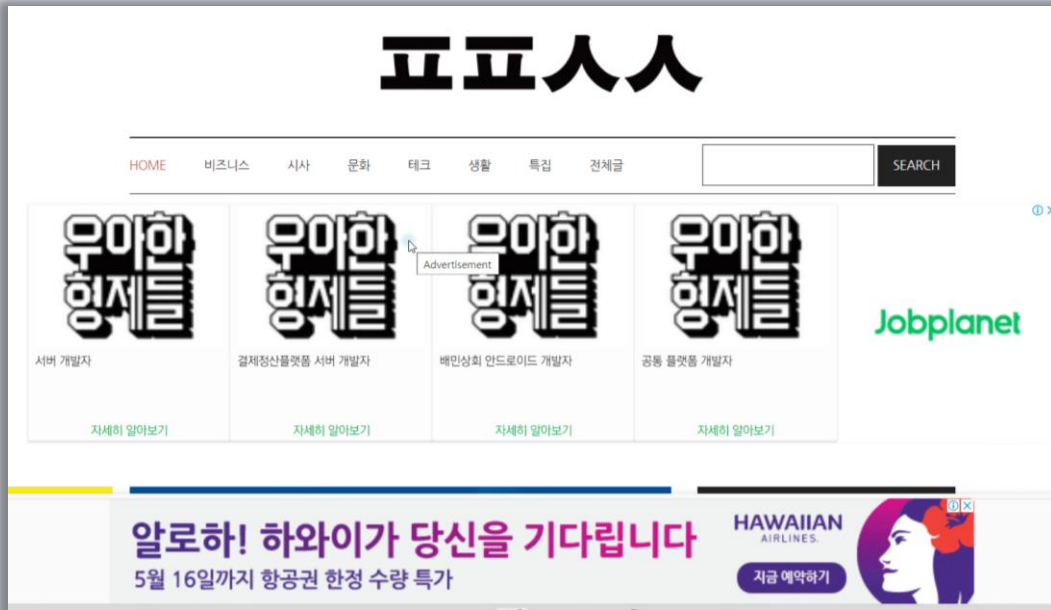 ㅍㅍㅅㅅ
HOME 비즈니스 시사 문화 테크 생활 특집 전체글 SEARCH
우아한 우아한 우아한 우아한
형제들 형제들 형제들 형제들
Advertisement
Jobplanet
서버 개발자 결제정산플랫폼 서버 개발자 배민상회 안드로이드 개발자 공통 플랫폼 개발자
자세히 알아보기 자세히 알아보기 자세히 알아보기 자세히 알아보기
알로하! 하와이가 당신을 기다립니다
5월 16일까지 항공권 한정 수량 특가
HAWAIIAN
AIRLINES.
지금 예약하기